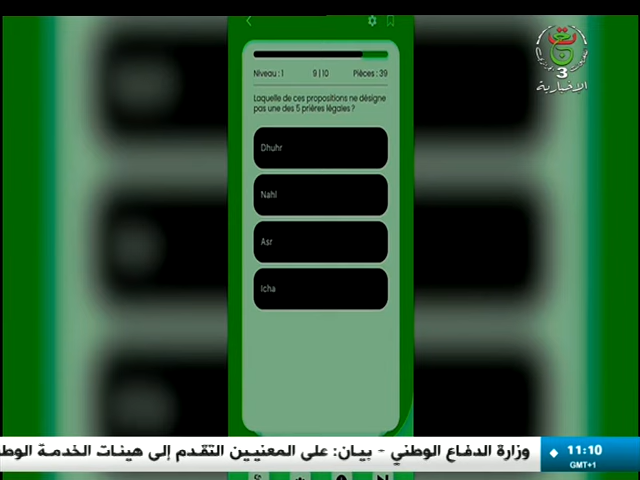 Niveau : 1
9 | 10
Pièces : 39
Laquelle de ces propositions ne désigne
pas une des 5 prières légales ?
Dhuhr
Nahl
Asr
Icha
3
الإخبارية
وزارة الدفاع الوطني - بيان: على المعنيين التقدم إلى هيئات الخدمة
11:10
GMT+1